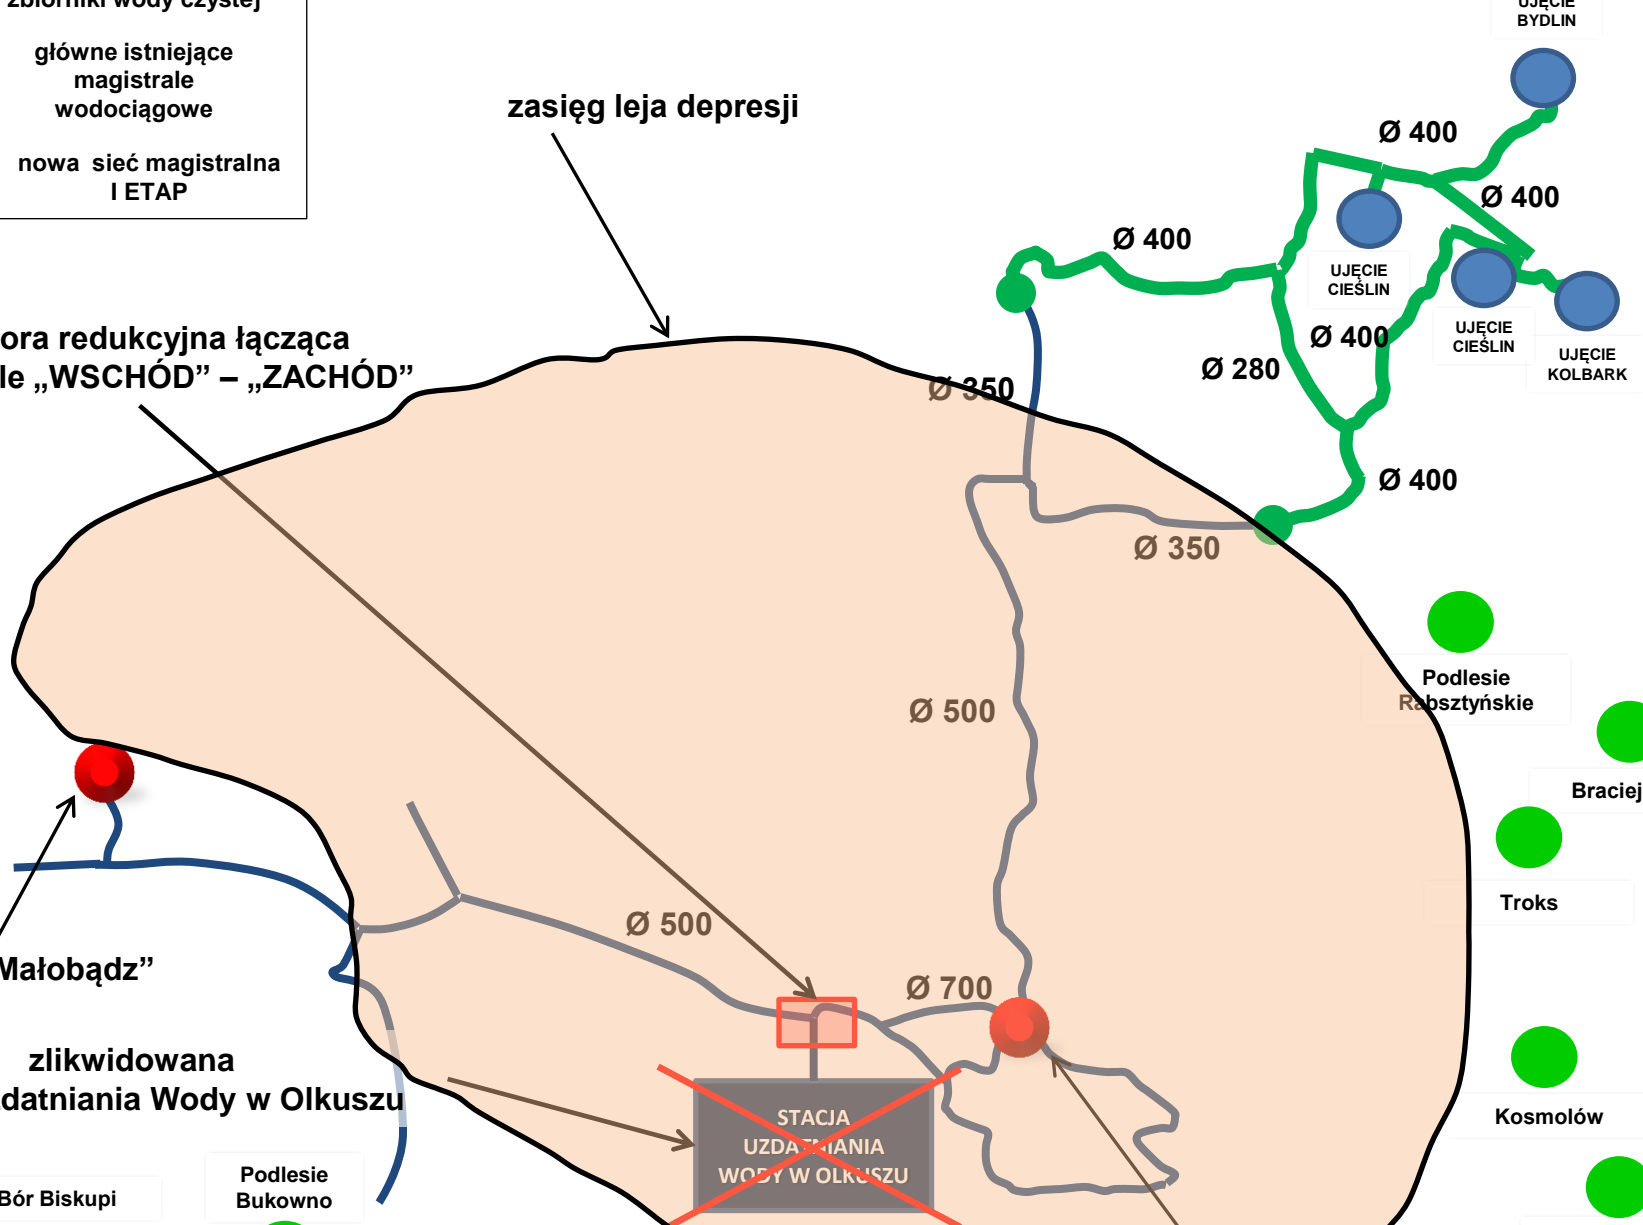 zbiorniki wody czystej
główne istniejące
magistrale
wodociągowe
nowa sieć magistralna
I ETAP
zasięg leja depresji
UJĘCIE
BYDLIN
Ø 400
Ø 400
Ø 400
UJĘCIE
CIEŚLIN
UJĘCIE
CIEŚLIN
UJĘCIE
KOLBARK
Ø 400
Ø 280
Ø 350
Ø 400
Ø 350
ora redukcyjna łącząca
le „WSCHÓD” – „ZACHÓD”
Podlesie
Rabsztyńskie
Ø 500
Braciej
Troks
Ø 500
Małobądz”
Ø 700
zlikwidowana
datniania Wody w Olkuszu
STACJA
UZDATNIANIA
WODY W OLKUSZU
Kosmolów
Bór Biskupi
Podlesie
Bukowno